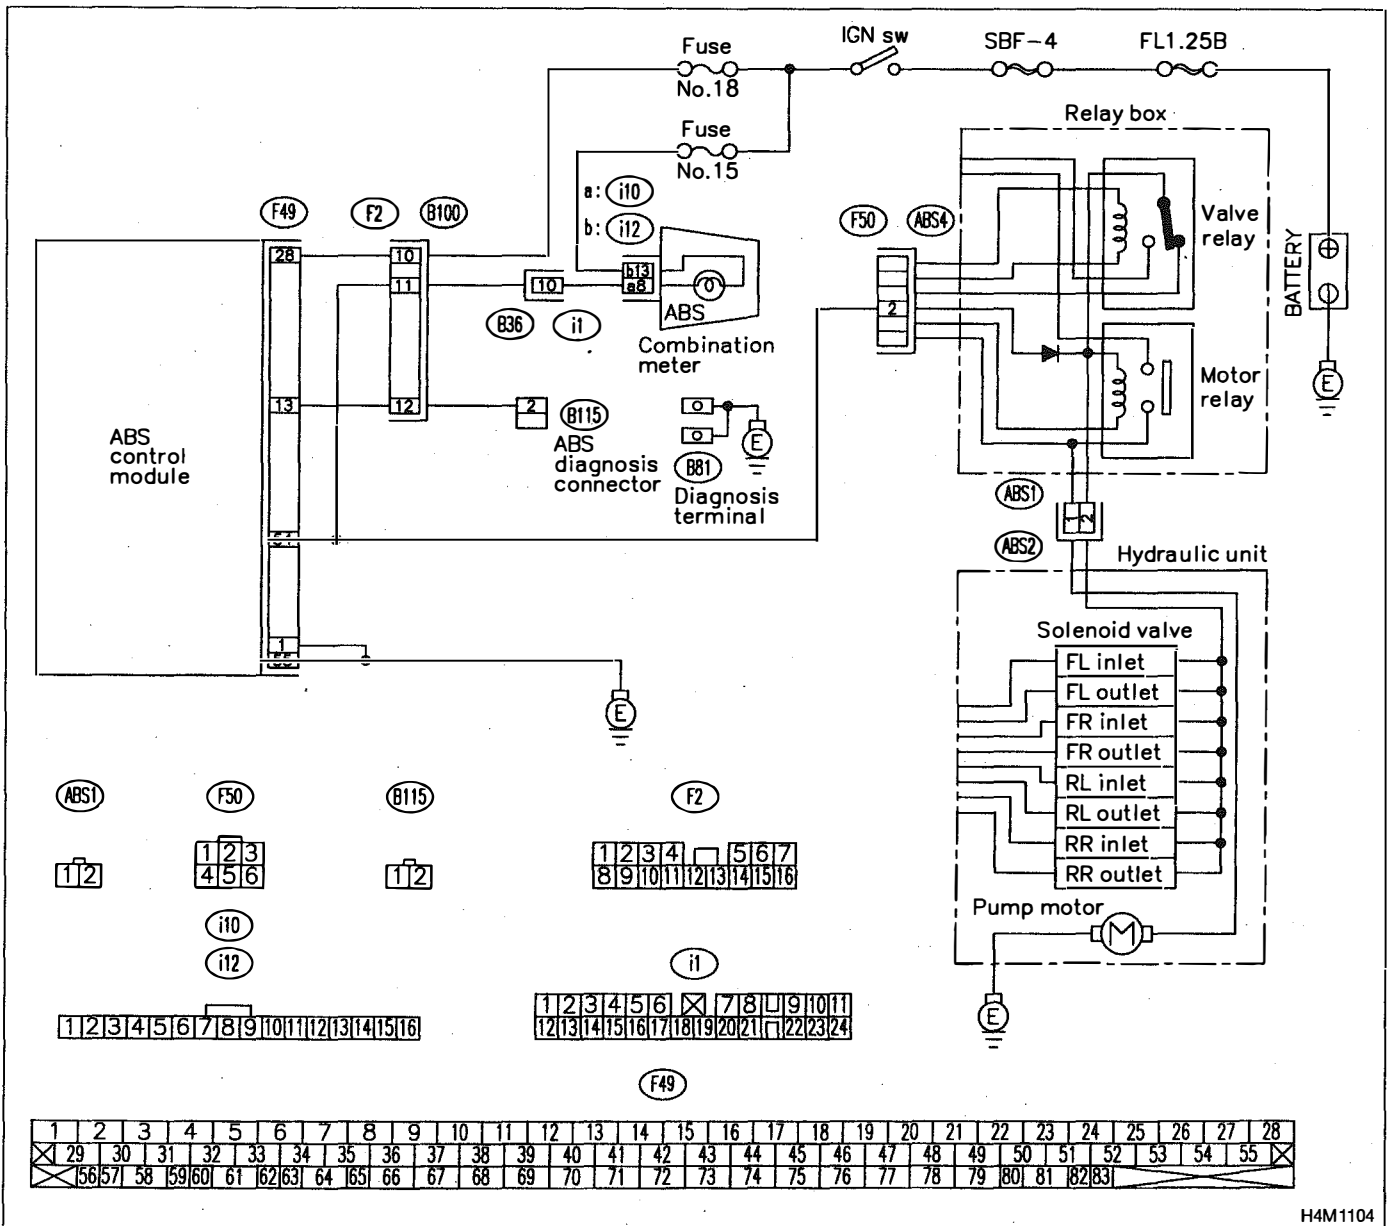 Fuse
No.18
IGN sw
SBF-4
FL1.25B
Fuse
No.15
Relay box
a: i10
b: i12
F49
F2
B100
F50
ABS4
Valve
relay
BATTERY
28
10
11
10
b13
a8
ABS
B36
i1
Combination
meter
2
Motor
relay
E
13
12
2
B115
ABS
diagnosis
connector
E
B81
Diagnosis
terminal
ABS
control
module
ABS1
1 2
ABS2
Hydraulic unit
1
E
Solenoid valve
FL inlet
FL outlet
FR inlet
FR outlet
RL inlet
RL outlet
RR inlet
RR outlet
Pump motor
M
E
ABS1
F50
B115
F2
1 2
1 2 3
4 5 6
1 2
1 2 3 4 5 6 7
8 9 10 11 12 13 14 15 16
i10
i12
i1
1 2 3 4 5 6 7 8 9 10 11 12 13 14 15 16
1 2 3 4 5 6 7 8 9 10 11
12 13 14 15 16 17 18 19 20 21 22 23 24
F49
1 2 3 4 5 6 7 8 9 10 11 12 13 14 15 16 17 18 19 20 21 22 23 24 25 26 27 28
29 30 31 32 33 34 35 36 37 38 39 40 41 42 43 44 45 46 47 48 49 50 51 52 53 54 55
56 57 58 59 60 61 62 63 64 65 66 67 68 69 70 71 72 73 74 75 76 77 78 79 80 81 82 83
H4M1104